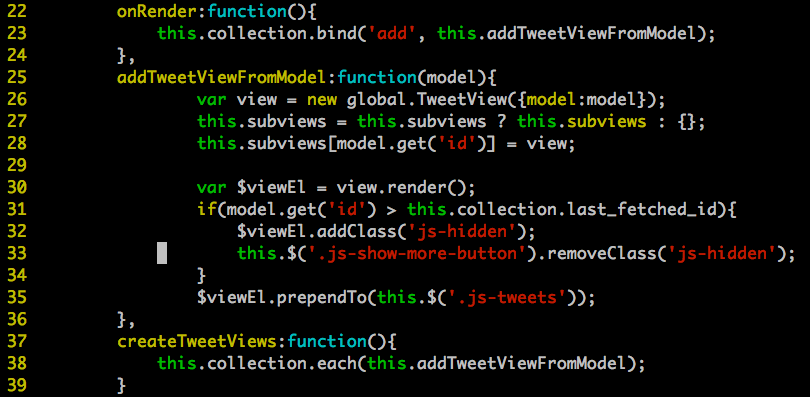 22         onRender:function(){
23             this.collection.bind('add', this.addTweetViewFromModel);
24         },
25         addTweetViewFromModel:function(model){
26                 var view = new global.TweetView({model:model});
27                 this.subviews = this.subviews ? this.subviews : {};
28                 this.subviews[model.get('id')] = view;
29
30                 var $viewEl = view.render();
31                 if(model.get('id') > this.collection.last_fetched_id){
32                     $viewEl.addClass('js-hidden');
33                     this.$('.js-show-more-button').removeClass('js-hidden');
34                 }
35                 $viewEl.prependTo(this.$('.js-tweets'));
36         },
37         createTweetViews:function(){
38             this.collection.each(this.addTweetViewFromModel);
39         }